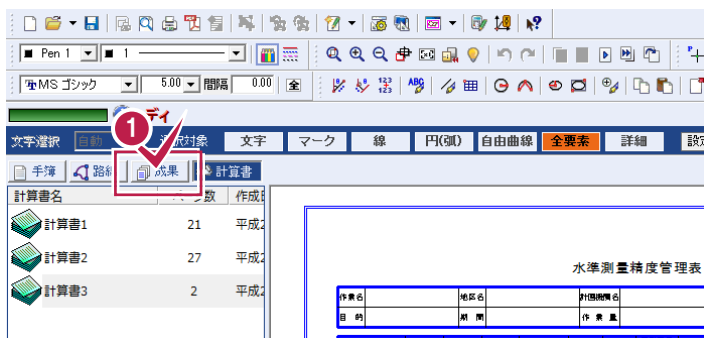 Pen 1 1
MS ゴシック 5.00 間隔 0.00 全
ディ
文字選択 自動 択対象 文字 マーク 線 円(弧) 自由曲線 全要素 詳細 設定
1
手簿 路線 成果 計算書
計算書名 ページ数 作成日
計算書1 21 平成2
計算書2 27 平成2
計算書3 2 平成2
水準測量精度管理表
作業名 地区名 計画機関名
目的 期間 作業量